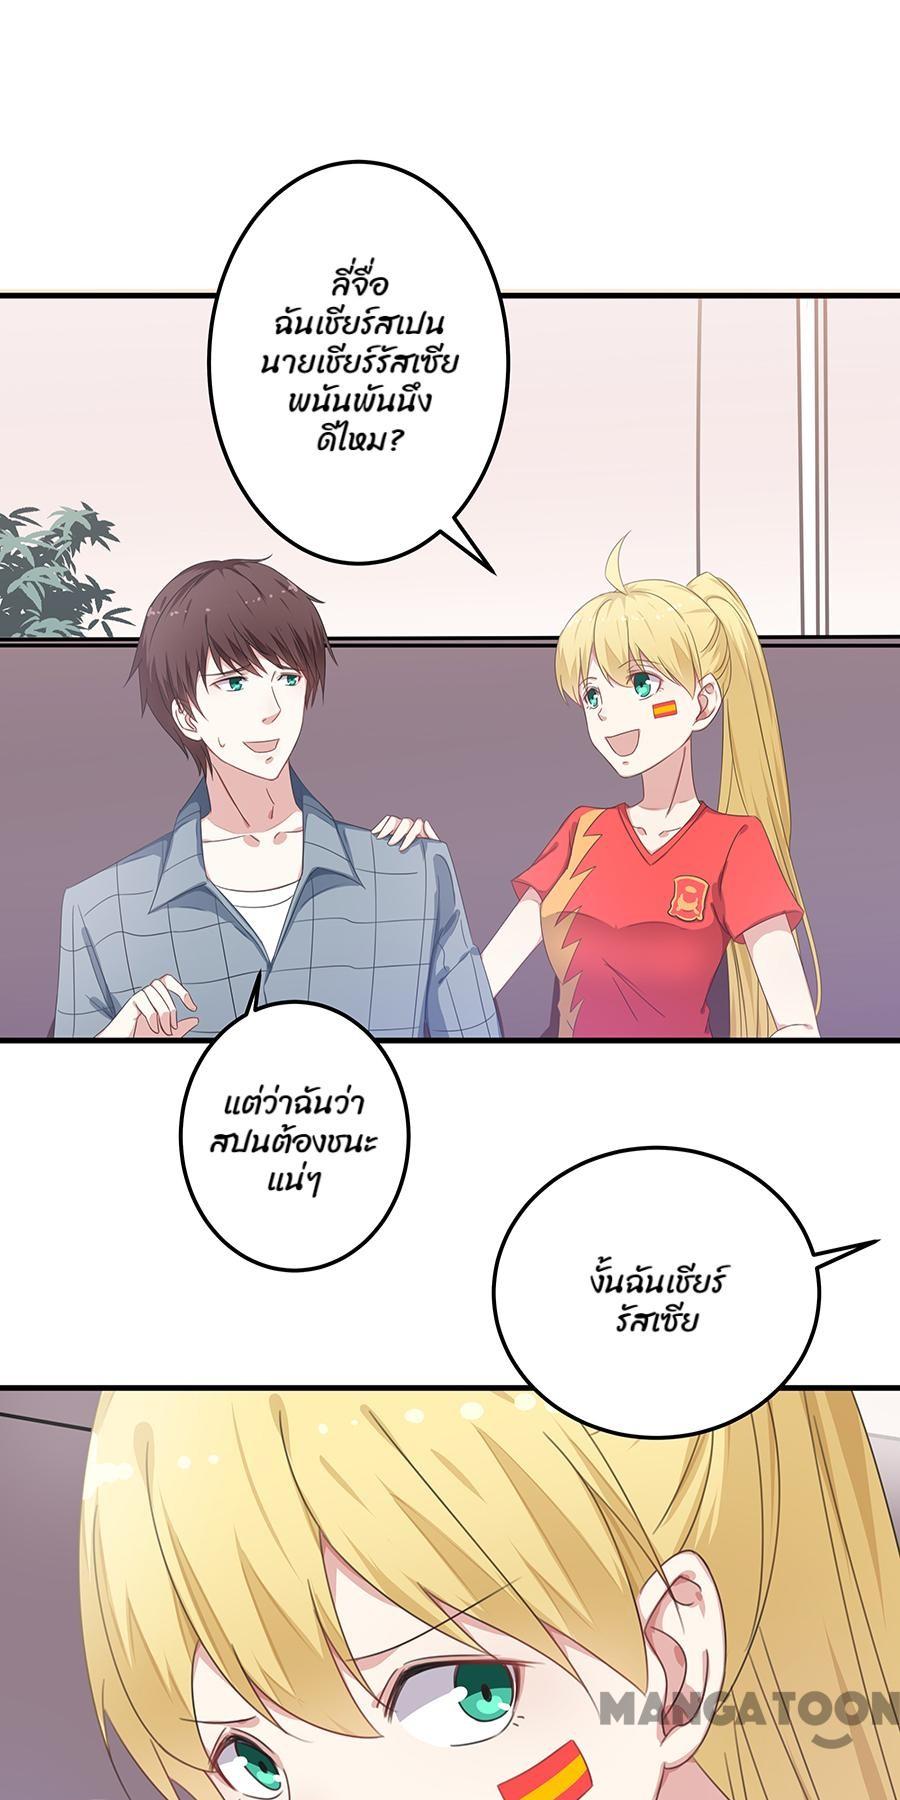 ลี่จื่อ
ฉันเชียร์สเปน
นายเชียร์รัสเซีย
พนันพันนึง
ดีไหม?
แต่ว่าฉันว่า
สปนต้องชนะ
แน่ๆ
งั้นฉันเชียร์
รัสเซีย
MANGATOON